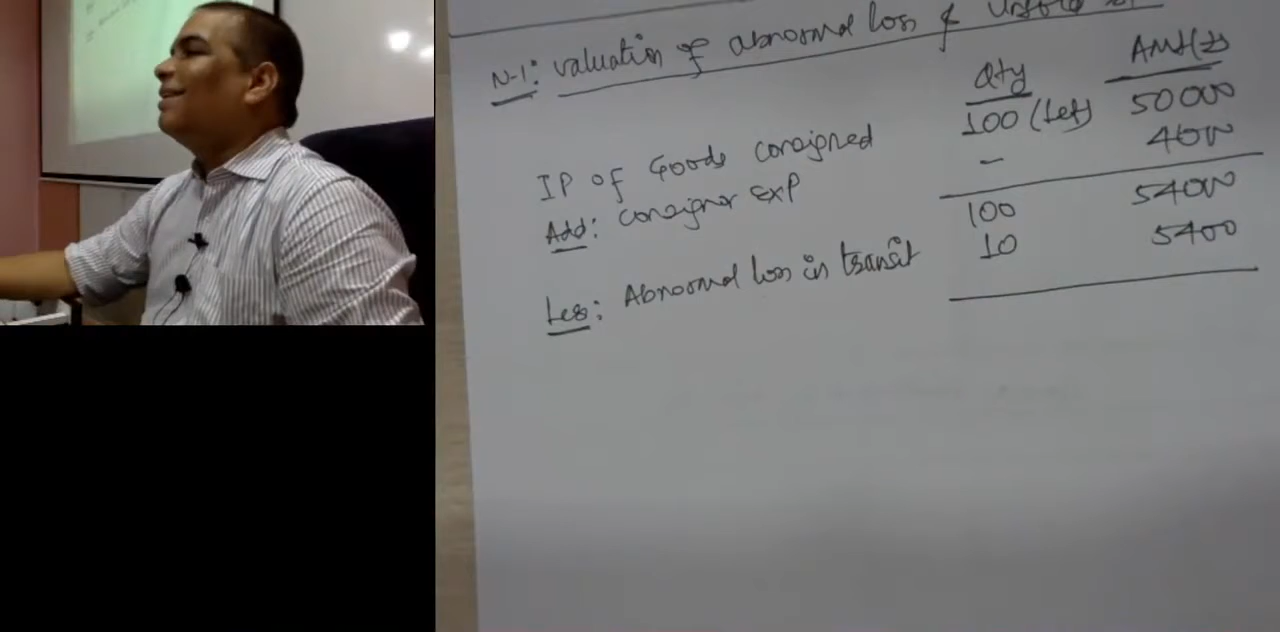 N-1: valuation of abnormal loss & Unsold
Qty Amt(₹)
IP of Goods consigned 100 (Let) 50000
Add: Consignor Exp - 4000
100 54000
Less: Abnormal loss in transit 10 5400